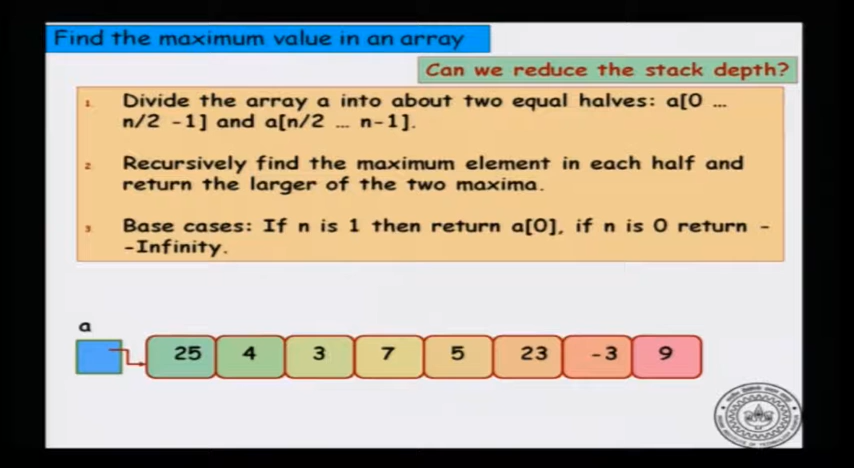 Find the maximum value in an array
Can we reduce the stack depth?
1. Divide the array a into about two equal halves: a[0 ...
n/2 -1] and a[n/2 ... n-1].
2. Recursively find the maximum element in each half and
return the larger of the two maxima.
3. Base cases: If n is 1 then return a[0], if n is 0 return -
-Infinity.
a
25 4 3 7 5 23 -3 9